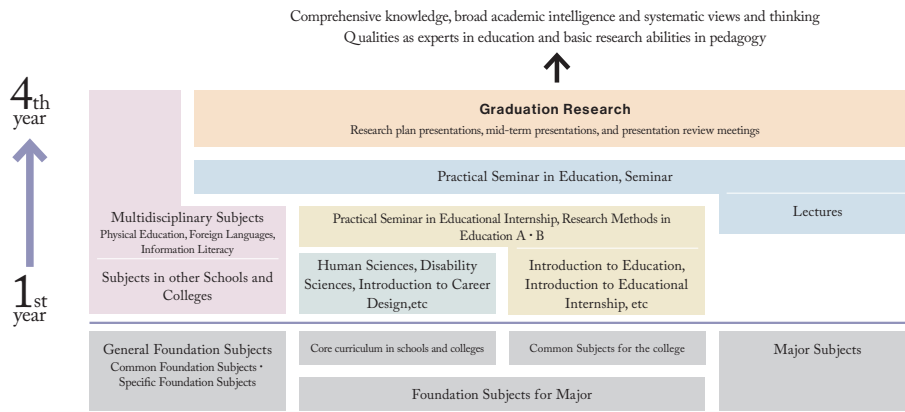 Comprehensive knowledge, broad academic intelligence and systematic views and thinking
Qualities as experts in education and basic research abilities in pedagogy
4th
year
Graduation Research
Research plan presentations, mid-term presentations, and presentation review meetings
Practical Seminar in Education, Seminar
Lectures
Multidisciplinary Subjects
Physical Education, Foreign Languages,
Information Literacy
Subjects in other Schools and
Colleges
Practical Seminar in Educational Internship, Research Methods in
Education A・B
Human Sciences, Disability
Sciences, Introduction to Career
Design,etc
Introduction to Education,
Introduction to Educational
Internship, etc
1st
year
General Foundation Subjects
Common Foundation Subjects・
Specific Foundation Subjects
Core curriculum in schools and colleges
Common Subjects for the college
Foundation Subjects for Major
Major Subjects